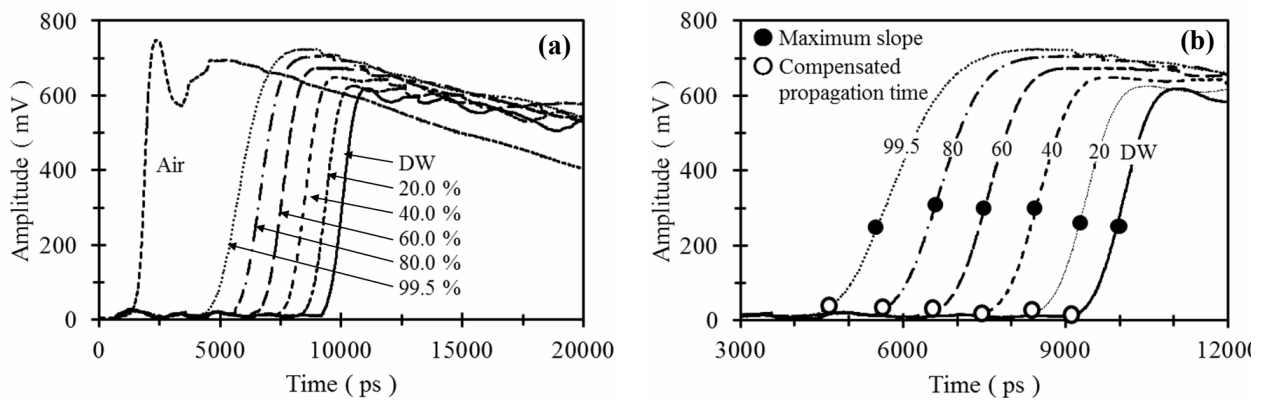 (a)
Amplitude ( mV )
800
600
400
200
0
Air
DW
20.0 %
40.0 %
60.0 %
80.0 %
99.5 %
0 5000 10000 15000 20000
Time ( ps )
(b)
Amplitude ( mV )
800
600
400
200
0
Maximum slope
Compensated
propagation time
99.5 80 60 40 20 DW
3000 6000 9000 12000
Time ( ps )